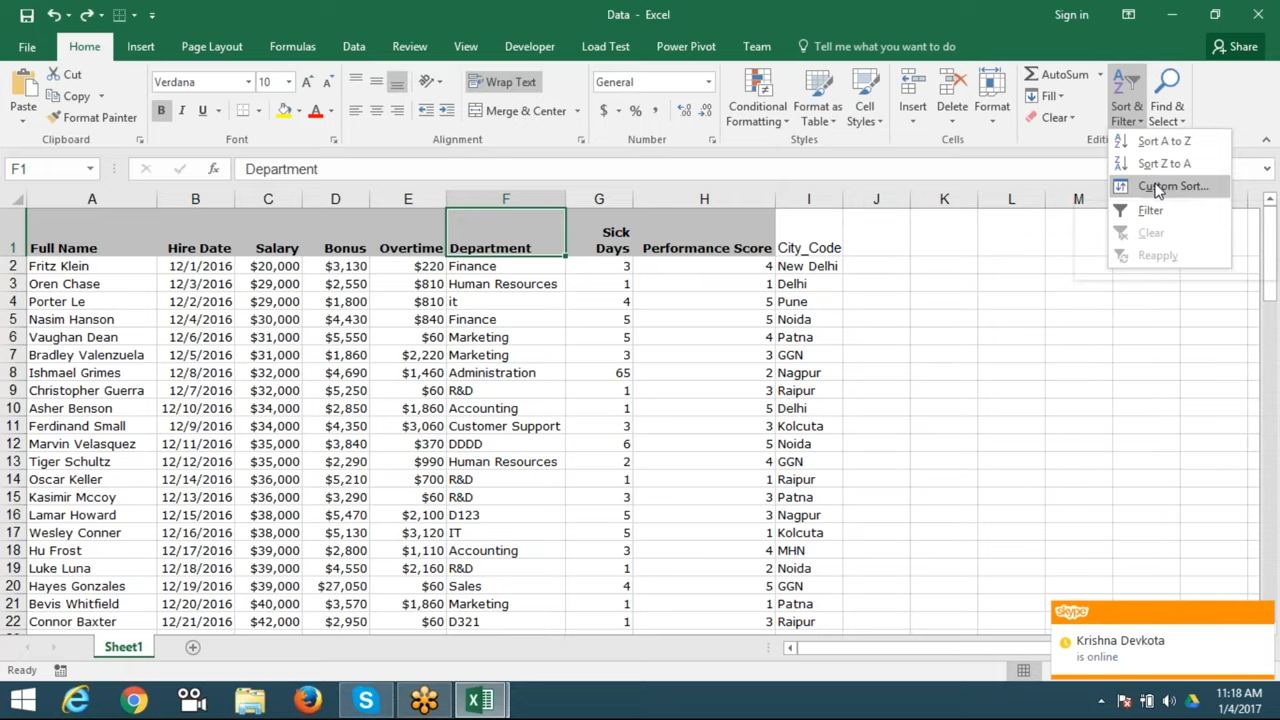 Data - Excel
Sign in
File Home Insert Page Layout Formulas Data Review View Developer Load Test Power Pivot Team Tell me what you want to do Share
Paste
Cut
Copy
Format Painter
Clipboard
Verdana 10
B I U
Font
Wrap Text
Merge & Center
Alignment
General
$ % ,
Number
Conditional Formatting
Format as Table
Cell Styles
Styles
Insert
Delete
Format
Cells
AutoSum
Fill
Clear
Sort & Filter
Find & Select
Sort A to Z
Sort Z to A
Custom Sort...
Filter
Clear
Reapply
F1 fx Department
A B C D E F G H I J K L M
1 Full Name Hire Date Salary Bonus Overtime Department Sick Days Performance Score City_Code
2 Fritz Klein 12/1/2016 $20,000 $3,130 $220 Finance 3 4 New Delhi
3 Oren Chase 12/3/2016 $29,000 $2,550 $810 Human Resources 1 1 Delhi
4 Porter Le 12/2/2016 $29,000 $1,800 $810 it 4 5 Pune
5 Nasim Hanson 12/4/2016 $30,000 $4,430 $840 Finance 5 5 Noida
6 Vaughan Dean 12/6/2016 $31,000 $5,550 $60 Marketing 5 4 Patna
7 Bradley Valenzuela 12/5/2016 $31,000 $1,860 $2,220 Marketing 3 3 GGN
8 Ishmael Grimes 12/8/2016 $32,000 $4,690 $1,460 Administration 65 2 Nagpur
9 Christopher Guerra 12/7/2016 $32,000 $5,250 $60 R&D 1 3 Raipur
10 Asher Benson 12/10/2016 $34,000 $2,850 $1,860 Accounting 1 5 Delhi
11 Ferdinand Small 12/9/2016 $34,000 $4,350 $3,060 Customer Support 3 3 Kolcuta
12 Marvin Velasquez 12/11/2016 $35,000 $3,840 $370 DDDD 6 5 Noida
13 Tiger Schultz 12/12/2016 $35,000 $2,290 $990 Human Resources 2 4 GGN
14 Oscar Keller 12/14/2016 $36,000 $5,210 $700 R&D 1 1 Raipur
15 Kasimir Mccoy 12/13/2016 $36,000 $3,290 $60 R&D 3 3 Patna
16 Lamar Howard 12/15/2016 $38,000 $5,470 $2,100 D123 5 3 Nagpur
17 Wesley Conner 12/16/2016 $38,000 $5,130 $3,120 IT 5 1 Kolcuta
18 Hu Frost 12/17/2016 $39,000 $2,800 $1,110 Accounting 3 4 MHN
19 Luke Luna 12/18/2016 $39,000 $4,550 $2,160 R&D 1 2 Noida
20 Hayes Gonzales 12/19/2016 $39,000 $27,050 $60 Sales 4 5 GGN
21 Bevis Whitfield 12/20/2016 $40,000 $3,570 $1,860 Marketing 1 1 Patna
22 Connor Baxter 12/21/2016 $42,000 $2,950 $60 D321 1 3 Raipur
Sheet1
Ready
skype
Krishna Devkota
is online
11:18 AM
1/4/2017